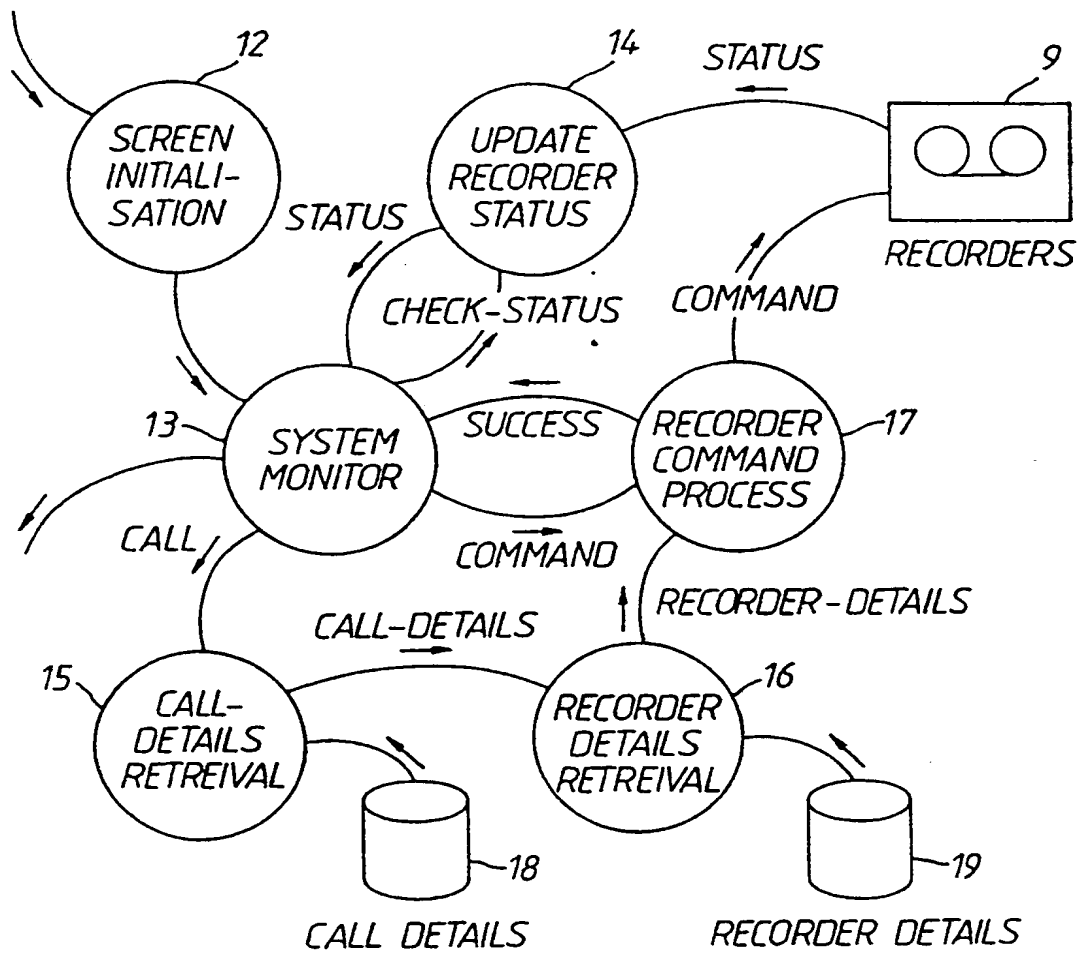 12
14
STATUS
9
SCREEN
INITIALI-
SATION
UPDATE
RECORDER
STATUS
STATUS
RECORDERS
CHECK-STATUS
COMMAND
13
SYSTEM
MONITOR
SUCCESS
RECORDER
COMMAND
PROCESS
17
CALL
COMMAND
CALL-DETAILS
RECORDER-DETAILS
15
CALL-
DETAILS
RETREIVAL
16
RECORDER
DETAILS
RETREIVAL
18
19
CALL DETAILS
RECORDER DETAILS